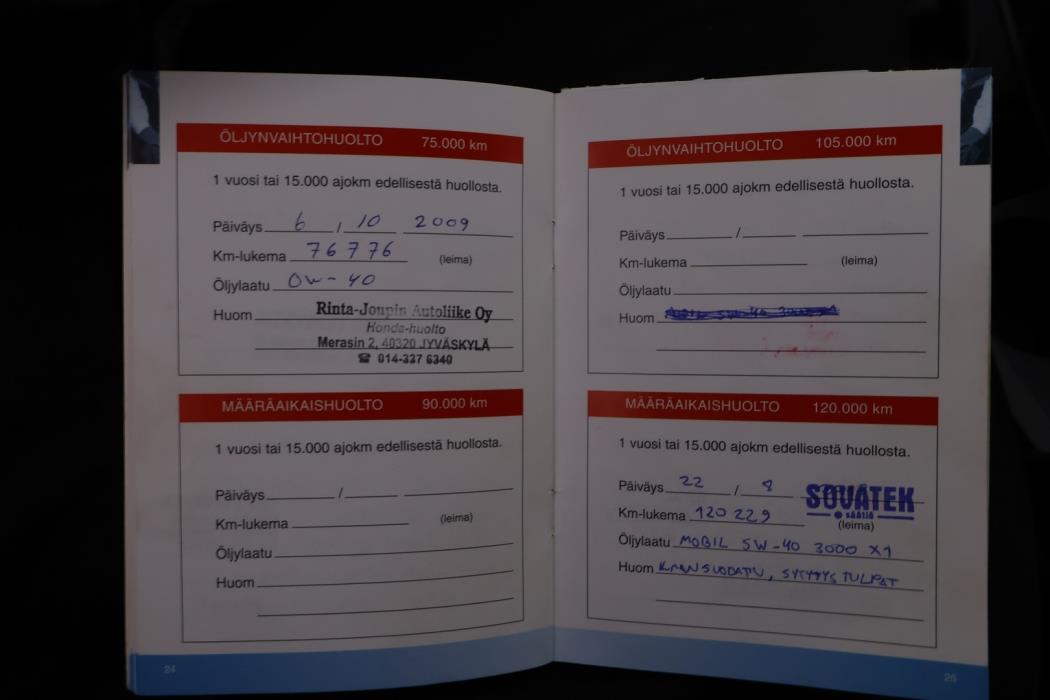 ÖLJYNVAIHTOHUOLTO 75.000 km
1 vuosi tai 15.000 ajokm edellisestä huollosta.
Päiväys 6 / 10 2009
Km-lukema 76776 (leima)
Öljylaatu 0W-40
Huom Rinta-Joupin Autoliike Oy
Honda-huolto
Merasin 2, 40320 JYVÄSKYLÄ
☎ 014-337 6340
MÄÄRÄAIKAISHUOLTO 90.000 km
1 vuosi tai 15.000 ajokm edellisestä huollosta.
Päiväys /
Km-lukema (leima)
Öljylaatu
Huom
24
ÖLJYNVAIHTOHUOLTO 105.000 km
1 vuosi tai 15.000 ajokm edellisestä huollosta.
Päiväys /
Km-lukema (leima)
Öljylaatu
Huom
MÄÄRÄAIKAISHUOLTO 120.000 km
1 vuosi tai 15.000 ajokm edellisestä huollosta.
Päiväys 22 / 8 SOVATEK
säätiö
Km-lukema 120 229 (leima)
Öljylaatu MOBIL 5W-40 3000 X1
Huom SYTYTYS TULPAT
25